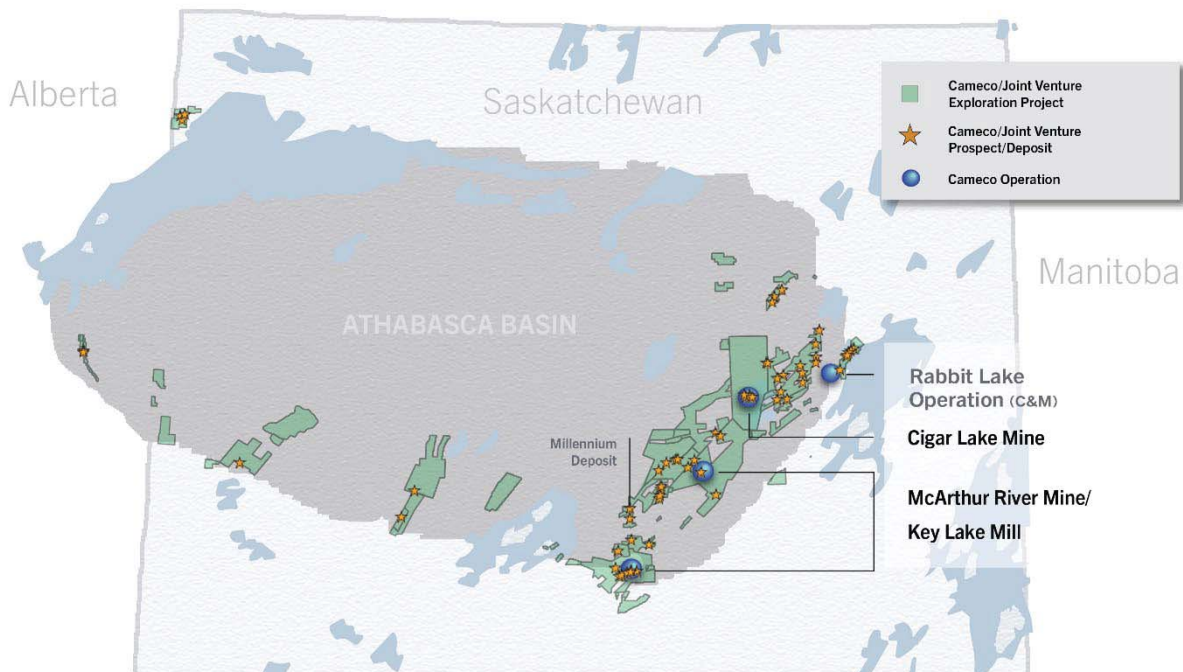 Alberta
Saskatchewan
Manitoba
Cameco/Joint Venture
Exploration Project
Cameco/Joint Venture
Prospect/Deposit
Cameco Operation
ATHABASCA BASIN
Rabbit Lake
Operation (C&M)
Cigar Lake Mine
Millennium
Deposit
McArthur River Mine/
Key Lake Mill